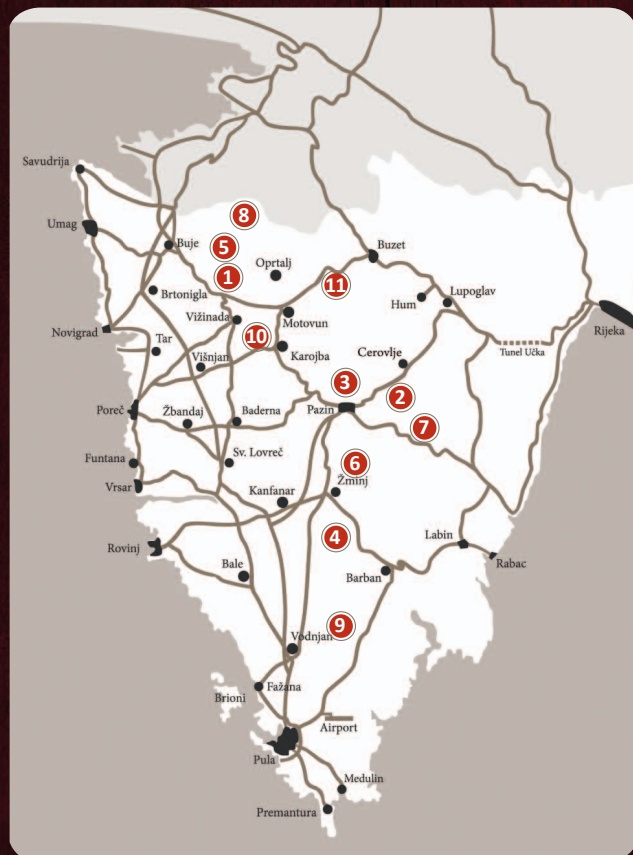 Savudrija
Umag
8
Buje
5
Buzet
Oprtalj
1
11
Brtonigla
Hum
Lupoglav
Vižinada
Motovun
Novigrad
10
Rijeka
Tar
Karojba
Cerovlje
Tunel Učka
Višnjan
3
2
Poreč
Žbandaj
Baderna
Pazin
7
Funtana
Sv. Lovreč
6
Vrsar
Kanfanar
Žminj
4
Labin
Rovinj
Rabac
Bale
Barban
9
Vodnjan
Fažana
Brioni
Airport
Pula
Medulin
Premantura